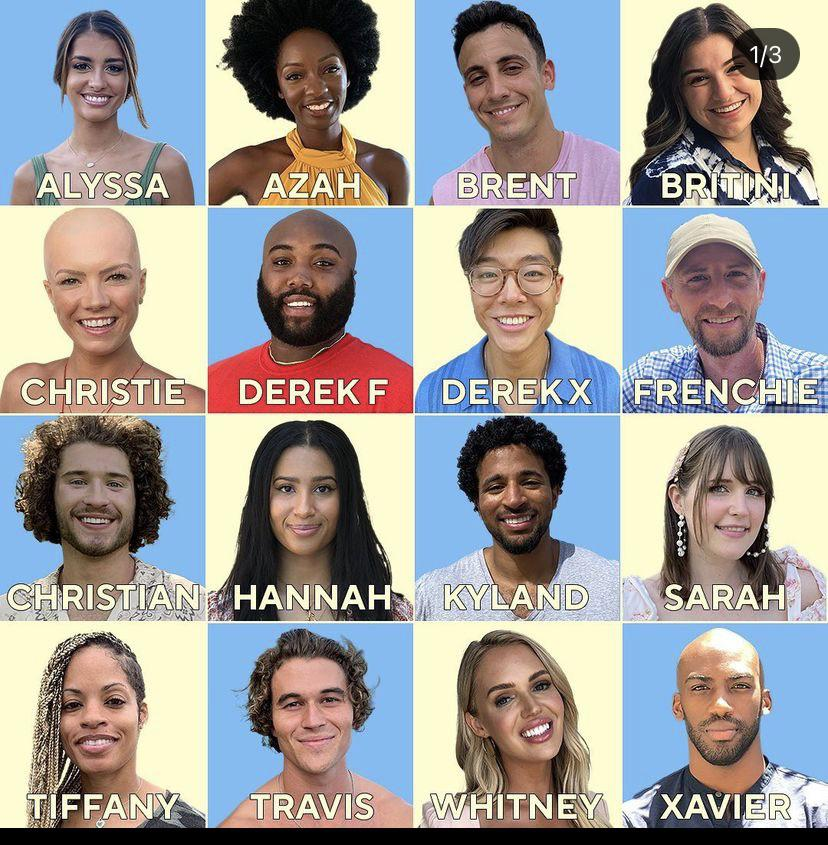 1/3
ALYSSA AZAH BRENT BRITINI
CHRISTIE DEREK F DEREK X FRENCHIE
CHRISTIAN HANNAH KYLAND SARAH
TIFFANY TRAVIS WHITNEY XAVIER